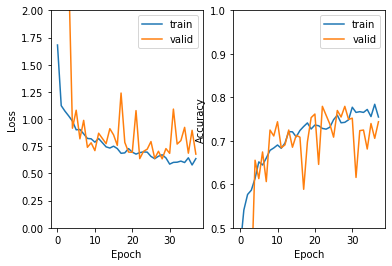 2.00
1.75
1.50
1.25
1.00
0.75
0.50
0.25
0.00
0 10 20 30
Loss
Epoch
train
valid
1.0
0.9
0.8
0.7
0.6
0.5
0 10 20 30
Accuracy
Epoch
train
valid